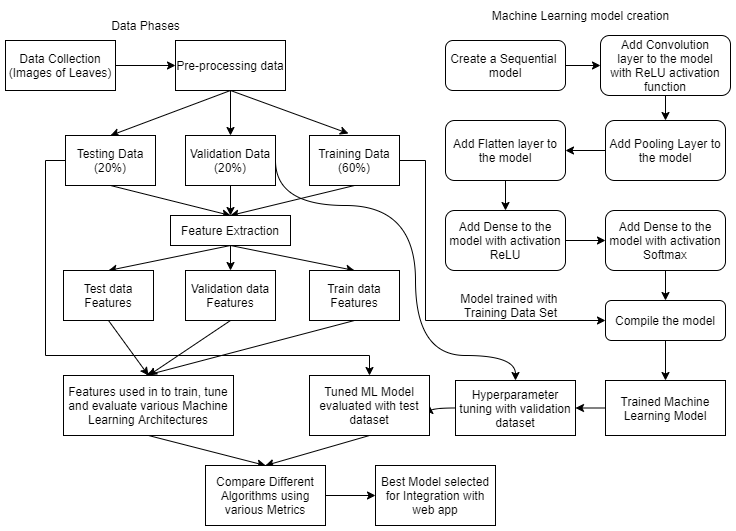 Machine Learning model creation
Data Phases
Data Collection
(Images of Leaves)
Pre-processing data
Create a Sequential
model
Add Convolution
layer to the model
with ReLU activation
function
Testing Data
(20%)
Validation Data
(20%)
Training Data
(60%)
Add Flatten layer to
the model
Add Pooling Layer to
the model
Feature Extraction
Add Dense to the
model with activation
ReLU
Add Dense to the
model with activation
Softmax
Test data
Features
Validation data
Features
Train data
Features
Model trained with
Training Data Set
Compile the model
Features used in to train, tune
and evaluate various Machine
Learning Architectures
Tuned ML Model
evaluated with test
dataset
Hyperparameter
tuning with validation
dataset
Trained Machine
Learning Model
Compare Different
Algorithms using
various Metrics
Best Model selected
for Integration with
web app